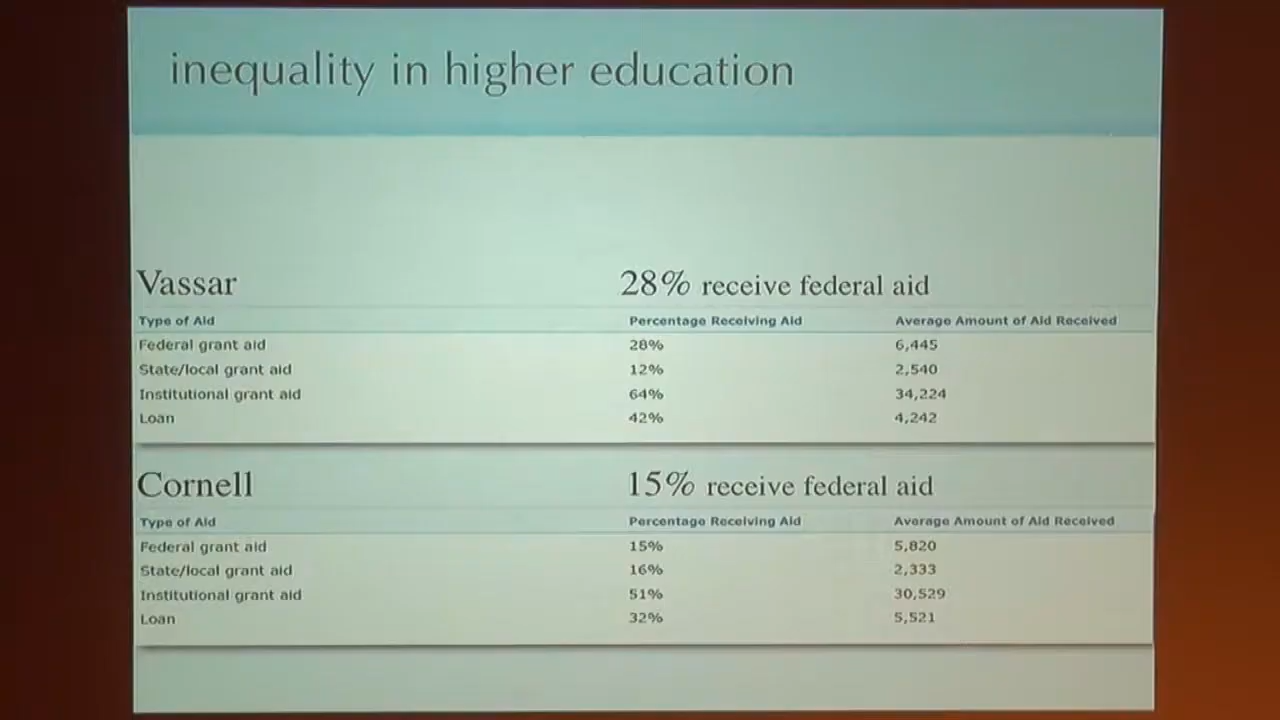 inequality in higher education
Vassar 28% receive federal aid
Type of Aid Percentage Receiving Aid Average Amount of Aid Received
Federal grant aid 28% 6,445
State/local grant aid 12% 2,540
Institutional grant aid 64% 34,224
Loan 42% 4,242
Cornell 15% receive federal aid
Type of Aid Percentage Receiving Aid Average Amount of Aid Received
Federal grant aid 15% 5,820
State/local grant aid 16% 2,333
Institutional grant aid 51% 30,529
Loan 32% 5,521